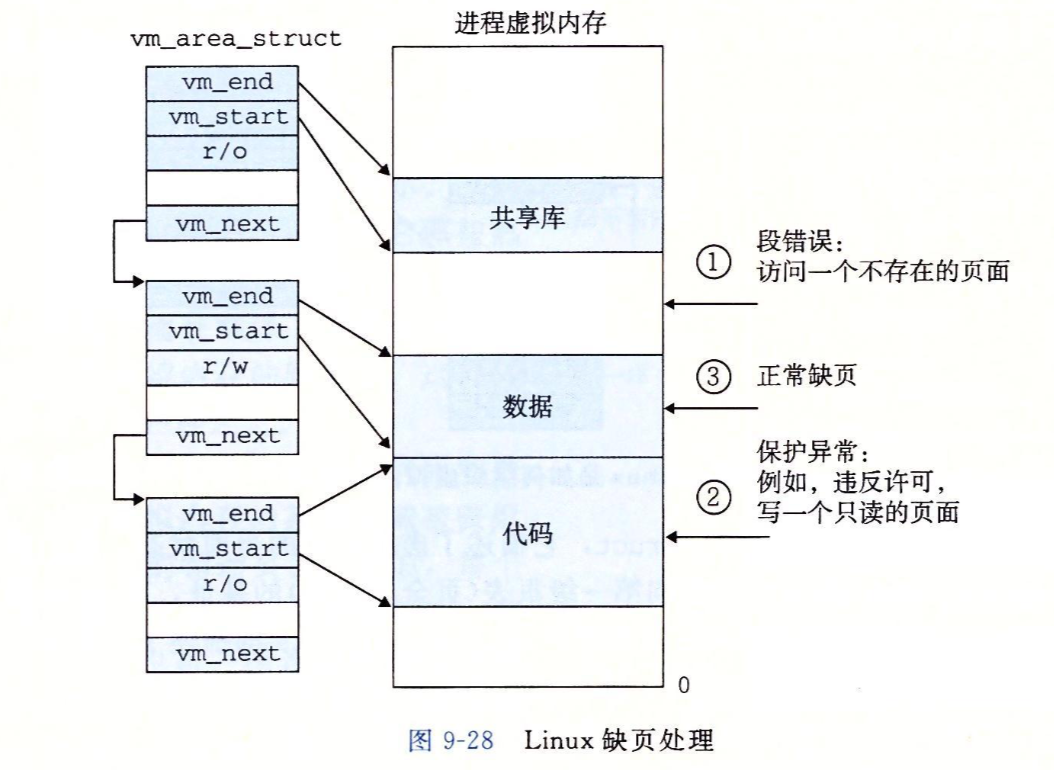 进程虚拟内存
vm_area_struct
vm_end
vm_start
r/o
vm_next
共享库
① 段错误：
访问一个不存在的页面
vm_end
vm_start
r/w
vm_next
数据
③ 正常缺页
保护异常：
② 例如，违反许可，
写一个只读的页面
vm_end
vm_start
r/o
vm_next
代码
0
图 9-28 Linux 缺页处理